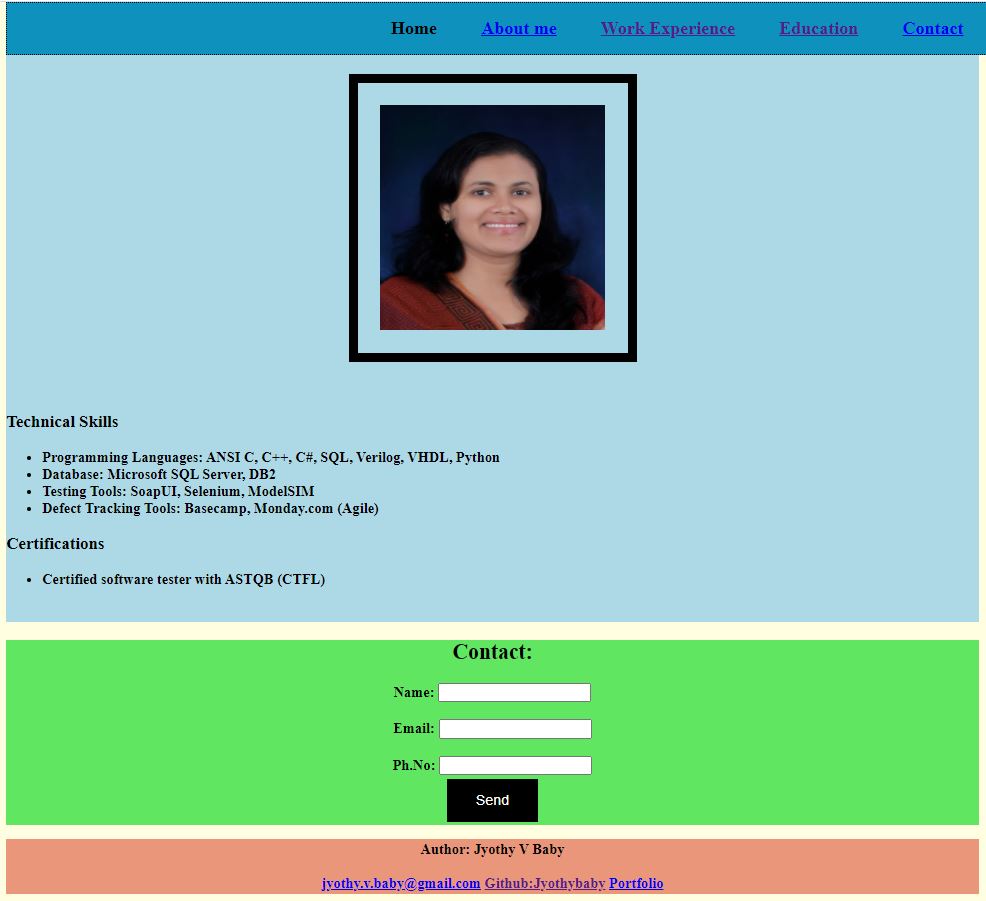 Home About me Work Experience Education Contact
Technical Skills
• Programming Languages: ANSI C, C++, C#, SQL, Verilog, VHDL, Python
• Database: Microsoft SQL Server, DB2
• Testing Tools: SoapUI, Selenium, ModelSIM
• Defect Tracking Tools: Basecamp, Monday.com (Agile)
Certifications
• Certified software tester with ASTQB (CTFL)
Contact:
Name:
Email:
Ph.No:
Send
Author: Jyothy V Baby
jyothy.v.baby@gmail.com Github:Jyothybaby Portfolio